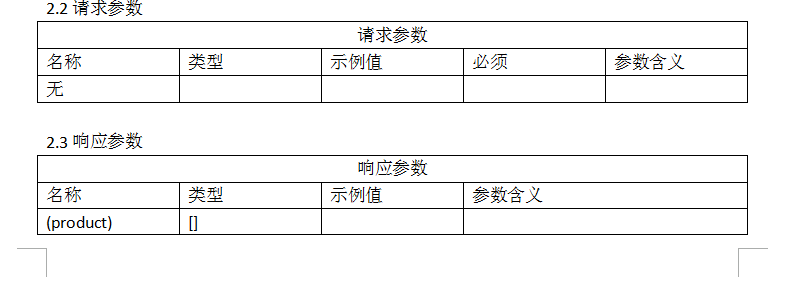 2.2 请求参数
请求参数
名称 类型 示例值 必须 参数含义
无
2.3 响应参数
响应参数
名称 类型 示例值 参数含义
(product) []